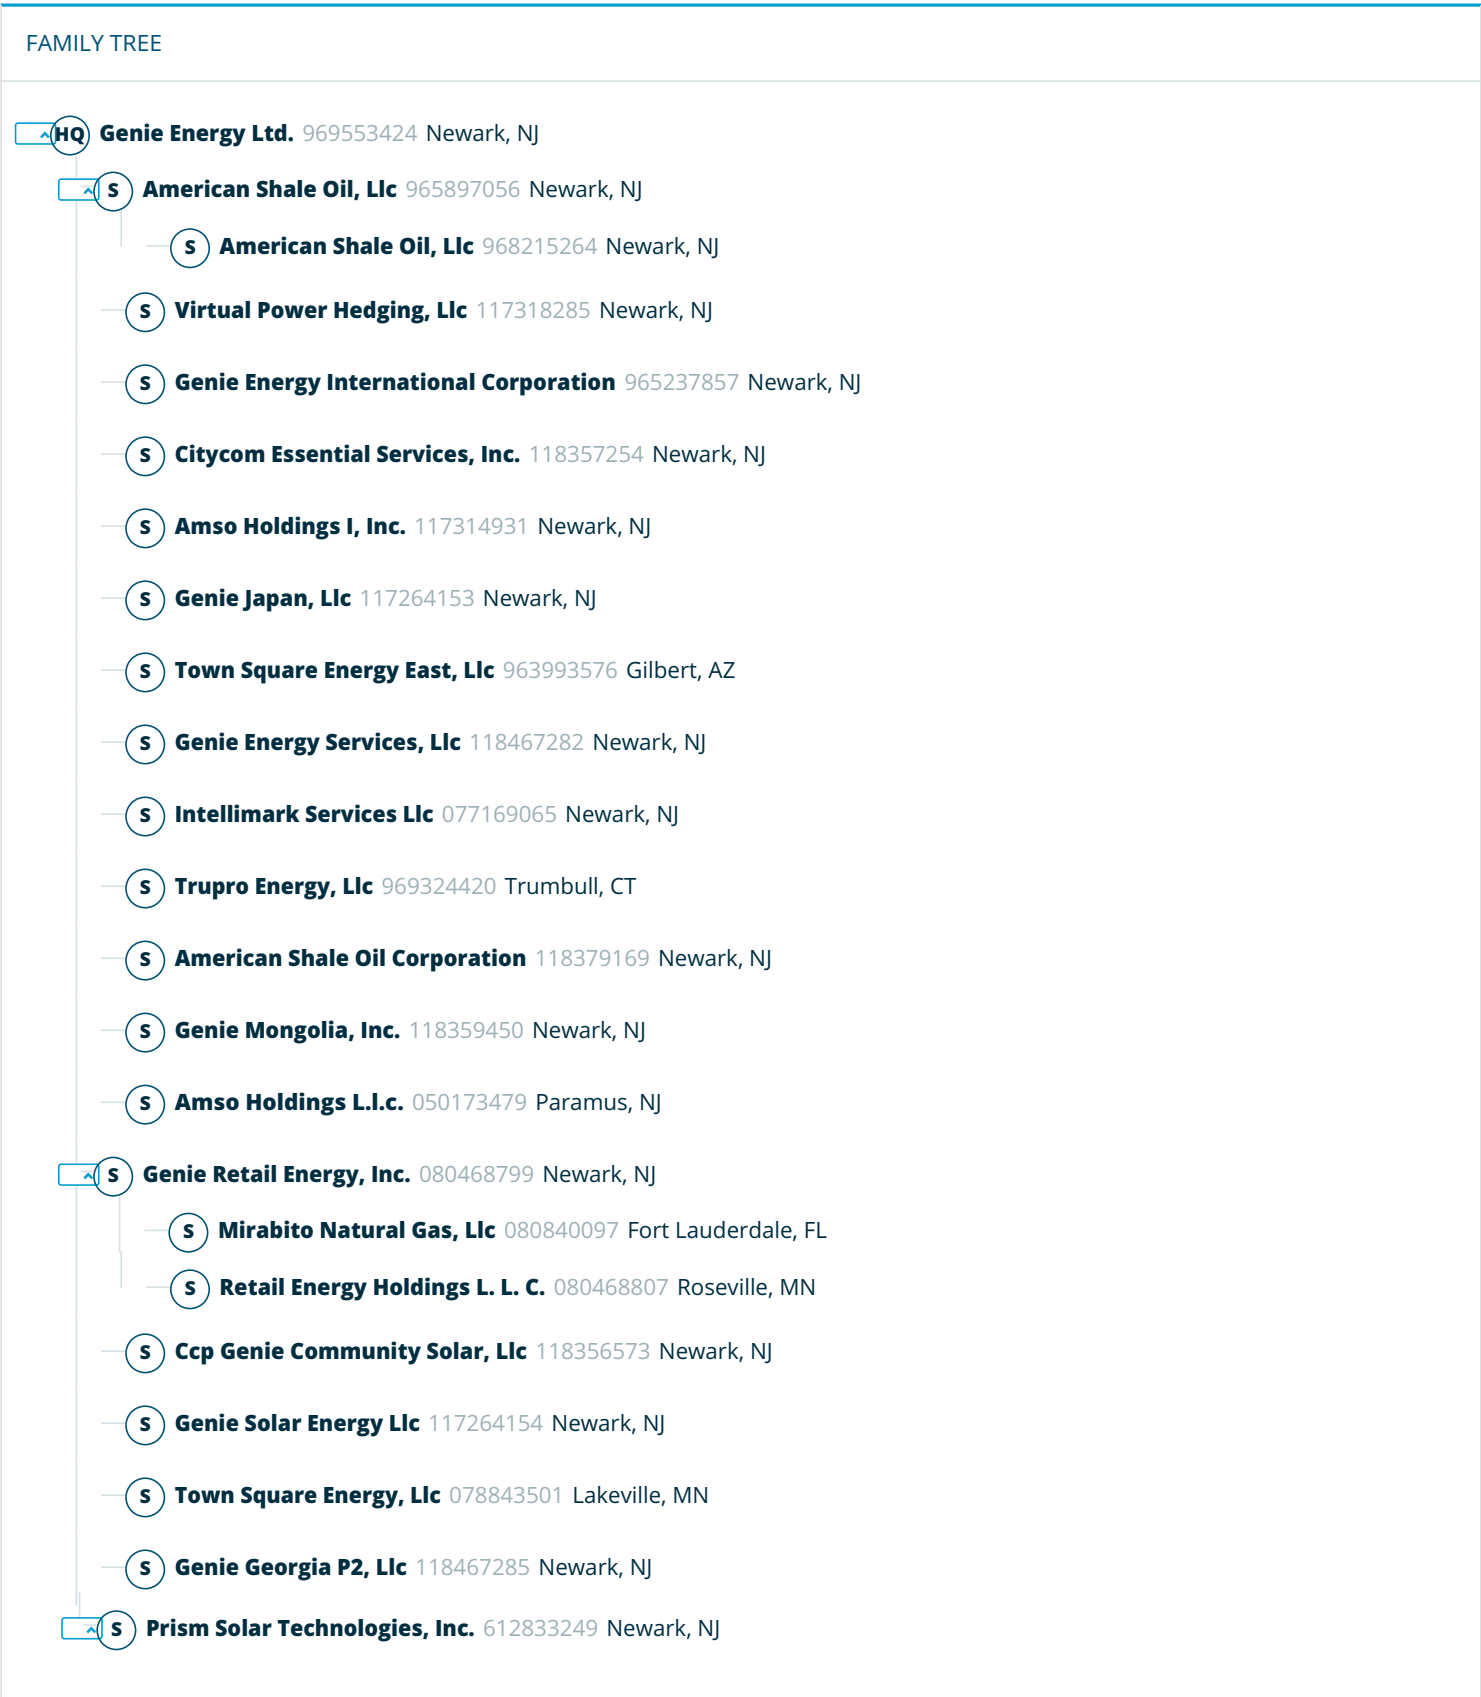 FAMILY TREE
HQ Genie Energy Ltd. 969553424 Newark, NJ
S American Shale Oil, Llc 965897056 Newark, NJ
S American Shale Oil, Llc 968215264 Newark, NJ
S Virtual Power Hedging, Llc 117318285 Newark, NJ
S Genie Energy International Corporation 965237857 Newark, NJ
S Citycom Essential Services, Inc. 118357254 Newark, NJ
S Amso Holdings I, Inc. 117314931 Newark, NJ
S Genie Japan, Llc 117264153 Newark, NJ
S Town Square Energy East, Llc 963993576 Gilbert, AZ
S Genie Energy Services, Llc 118467282 Newark, NJ
S Intellimark Services Llc 077169065 Newark, NJ
S Trupro Energy, Llc 969324420 Trumbull, CT
S American Shale Oil Corporation 118379169 Newark, NJ
S Genie Mongolia, Inc. 118359450 Newark, NJ
S Amso Holdings L.l.c. 050173479 Paramus, NJ
S Genie Retail Energy, Inc. 080468799 Newark, NJ
S Mirabito Natural Gas, Llc 080840097 Fort Lauderdale, FL
S Retail Energy Holdings L. L. C. 080468807 Roseville, MN
S Ccp Genie Community Solar, Llc 118356573 Newark, NJ
S Genie Solar Energy Llc 117264154 Newark, NJ
S Town Square Energy, Llc 078843501 Lakeville, MN
S Genie Georgia P2, Llc 118467285 Newark, NJ
S Prism Solar Technologies, Inc. 612833249 Newark, NJ